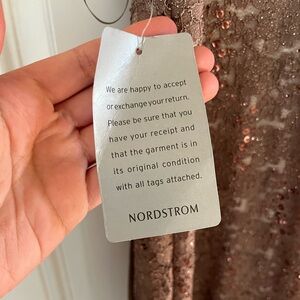 We are happy to accept
or exchange your return.
Please be sure that you
have your receipt and
that the garment is in
its original condition
with all tags attached.
NORDSTROM